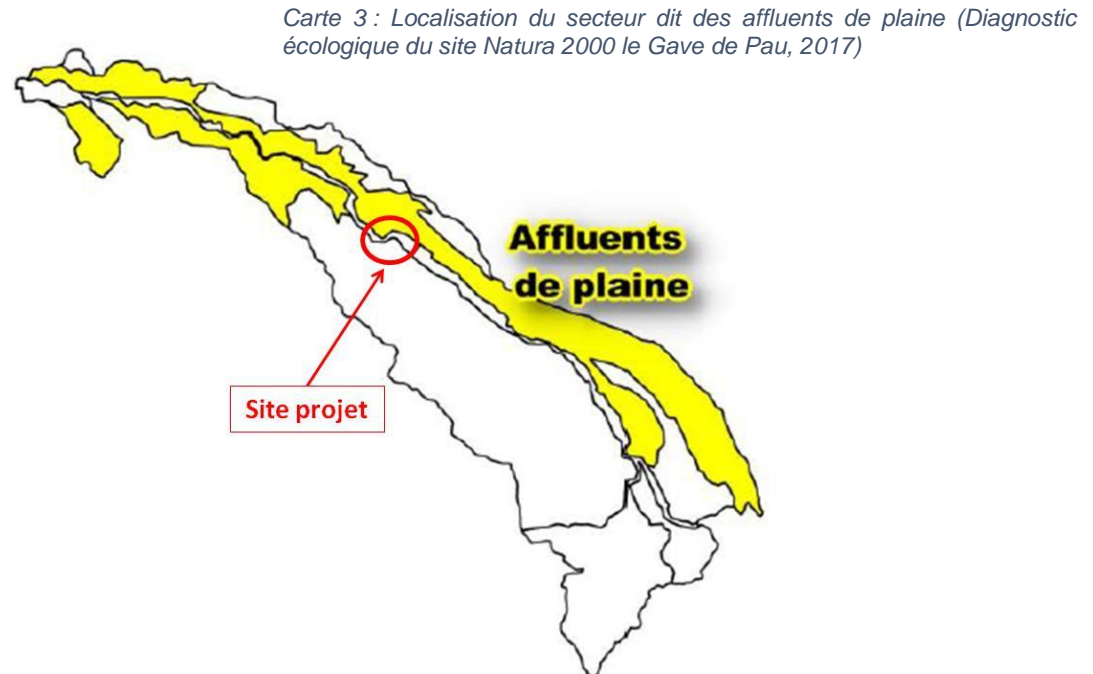 Carte 3 : Localisation du secteur dit des affluents de plaine (Diagnostic
écologique du site Natura 2000 le Gave de Pau, 2017)
Affluents
de plaine
Site projet